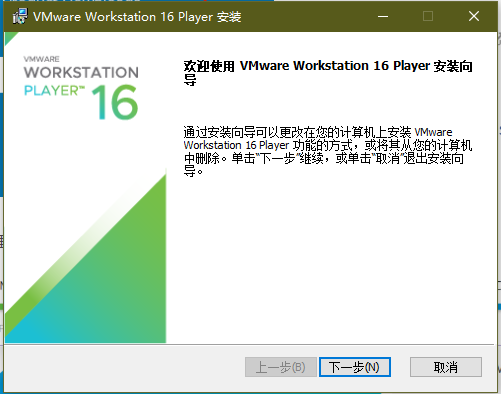 VMware Workstation 16 Player 安装
VMWARE
WORKSTATION
PLAYER™ 16
欢迎使用 VMware Workstation 16 Player 安装向
导
通过安装向导可以更改在您的计算机上安装 VMware
Workstation 16 Player 功能的方式，或将其从您的计算机
中删除。单击“下一步”继续，或单击“取消”退出安装向
导。
上一步(B) 下一步(N) 取消